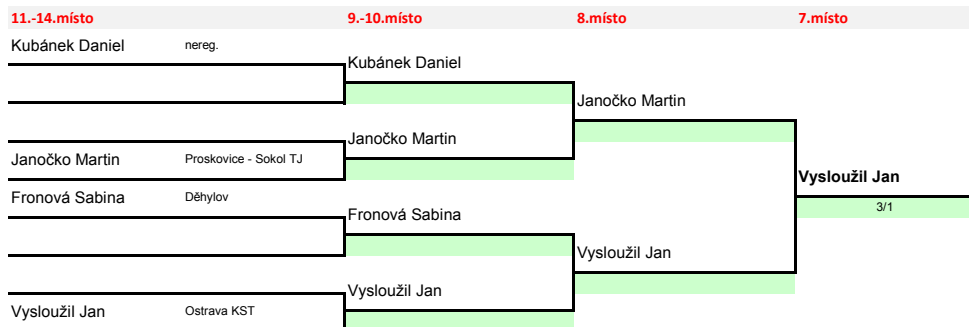 11.-14.místo 9.-10.místo 8.místo 7.místo
Kubánek Daniel nereg.
Kubánek Daniel
Janočko Martin
Janočko Martin
Janočko Martin Proskovice - Sokol TJ
Vysloužil Jan
Fronová Sabina Děhylov
3/1
Fronová Sabina
Vysloužil Jan
Vysloužil Jan
Vysloužil Jan Ostrava KST